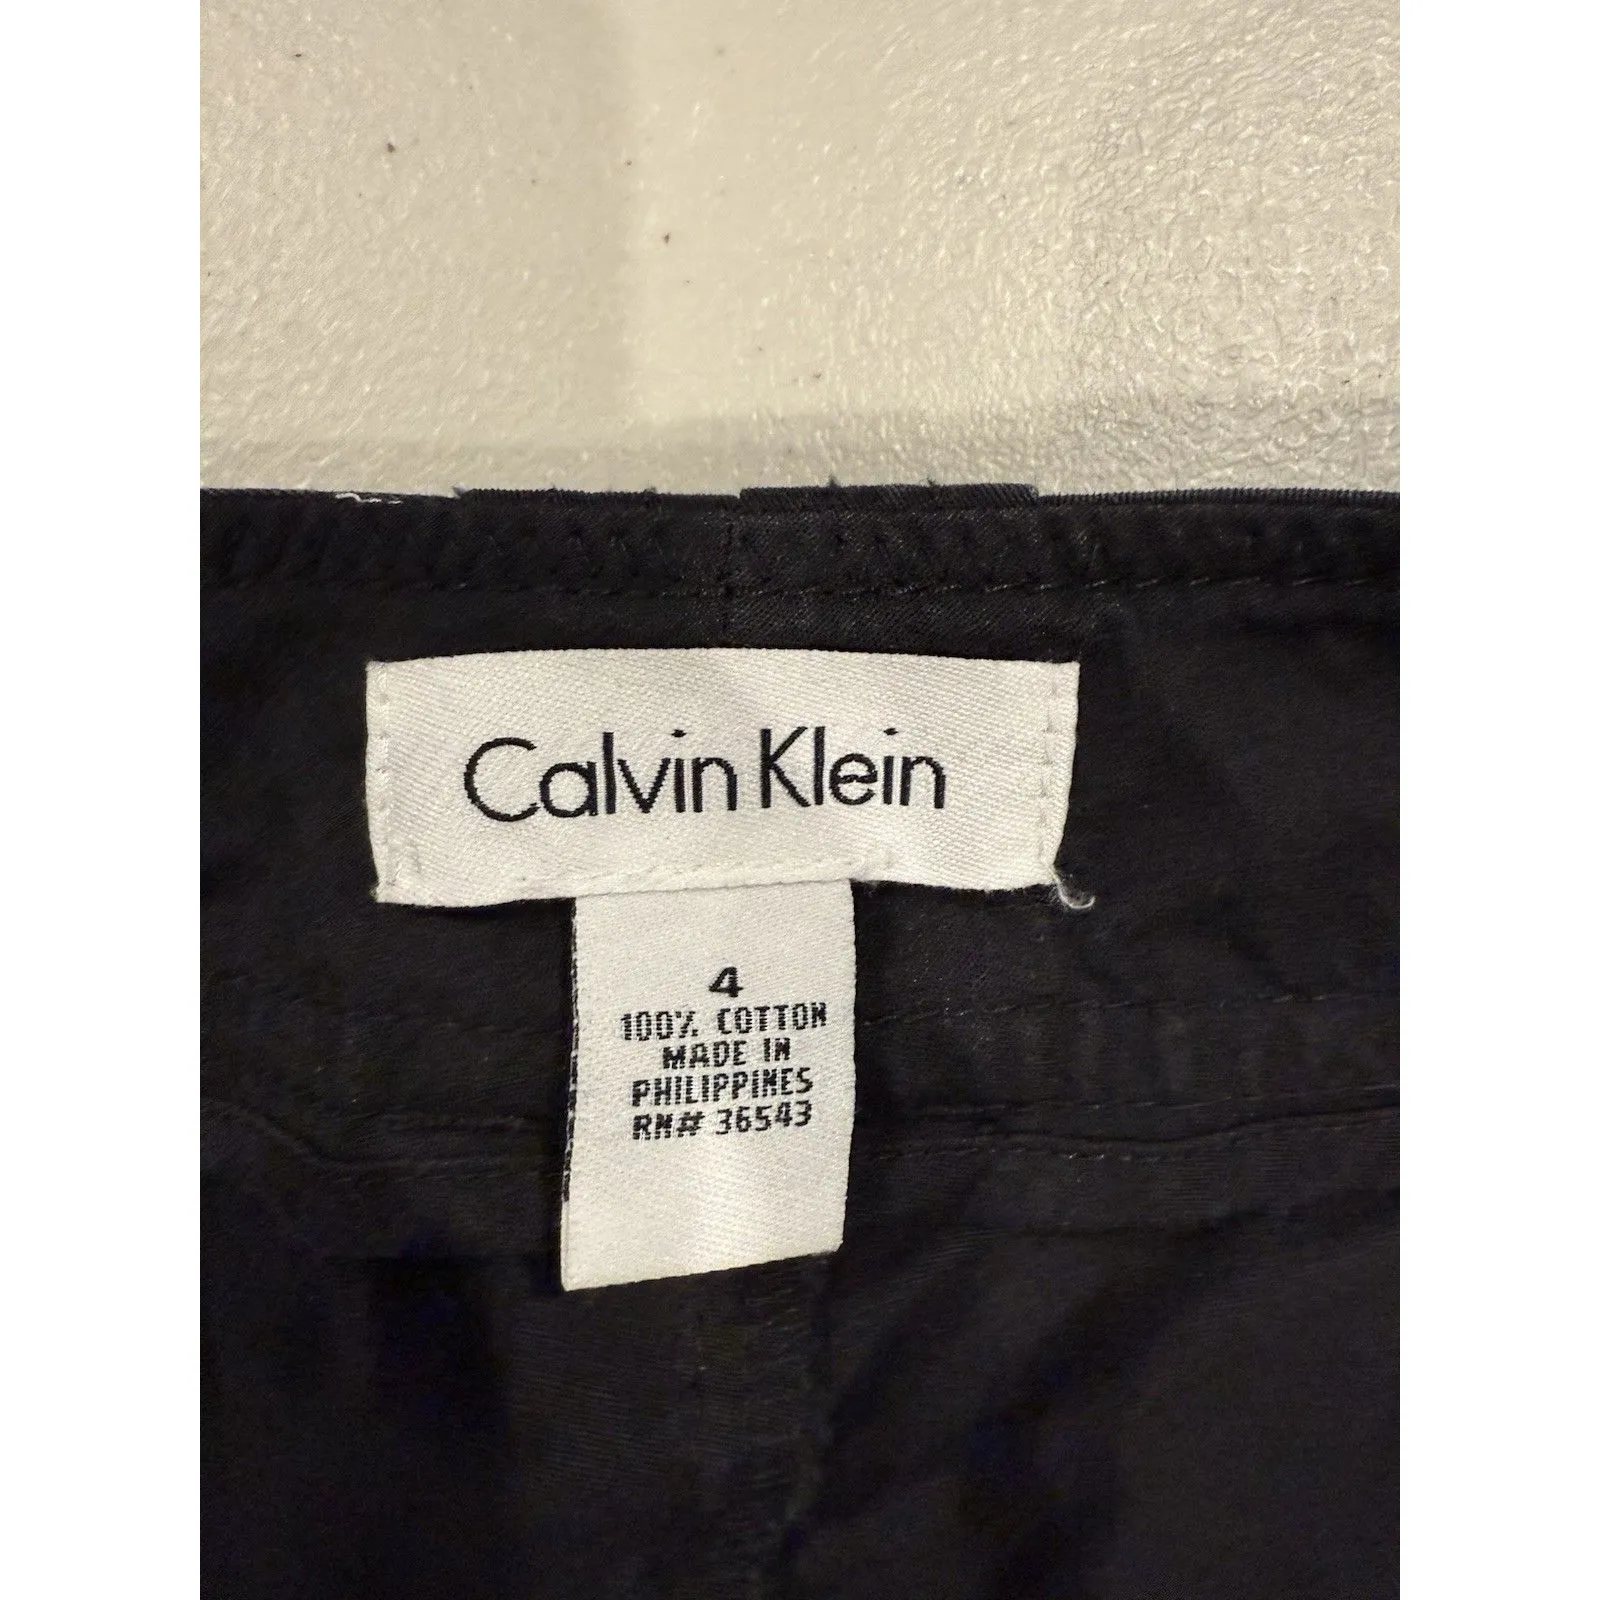 Calvin Klein
4
100% COTTON
MADE IN
PHILIPPINES
RN# 36543